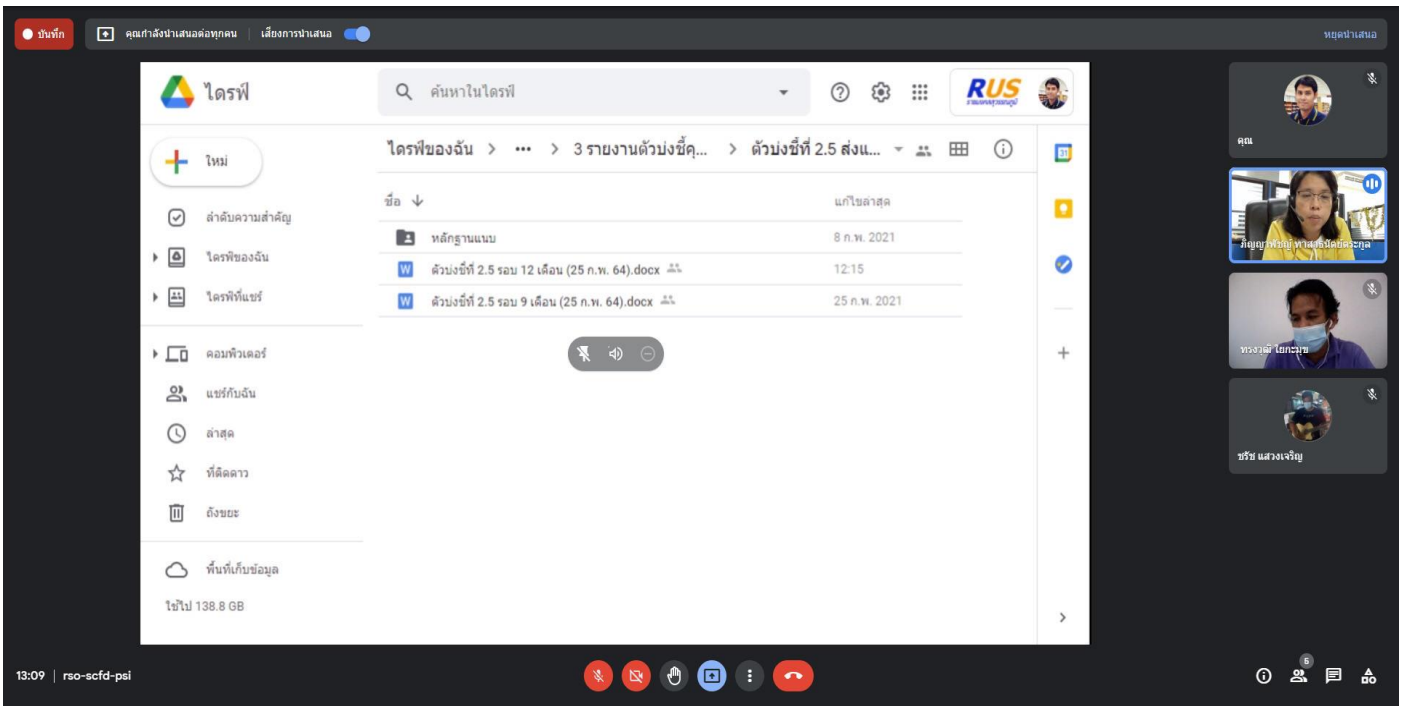 บันทึก
คุณกำลังนำเสนอต่อทุกคน
เสียงการนำเสนอ
หยุดนำเสนอ
ไดรฟ์
ค้นหาในไดรฟ์
RUS
ใหม่
ไดรฟ์ของฉัน > ••• > 3 รายงานตัวบ่งชี้คุ... > ตัวบ่งชี้ที่ 2.5 ส่งแ...
31
ชื่อ
แก้ไขล่าสุด
หลักฐานแนบ
8 ก.พ. 2021
W ตัวบ่งชี้ที่ 2.5 รอบ 12 เดือน (25 ก.พ. 64).docx
12:15
W ตัวบ่งชี้ที่ 2.5 รอบ 9 เดือน (25 ก.พ. 64).docx
25 ก.พ. 2021
ลำดับความสำคัญ
ไดรฟ์ของฉัน
ไดรฟ์ที่แชร์
คอมพิวเตอร์
แชร์กับฉัน
ล่าสุด
ที่ติดดาว
ถังขยะ
พื้นที่เก็บข้อมูล
ใช้ไป 138.8 GB
คุณ
ทรงวุฒิ ใยกะมุข
ชรัช แสวงเจริญ
13:09 | rso-scfd-psi
5